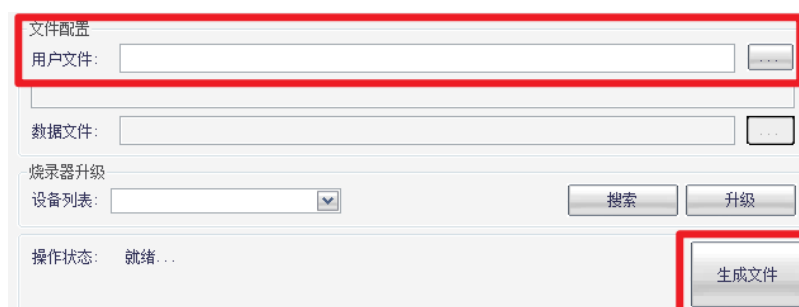 文件配置
用户文件: ...
数据文件: ...
烧录器升级
设备列表: 搜索 升级
操作状态: 就绪... 生成文件